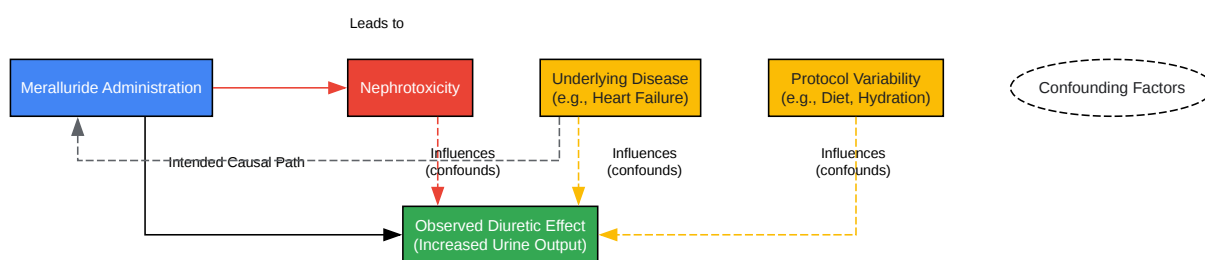 Leads to
Meralluride Administration
Nephrotoxicity
Underlying Disease
(e.g., Heart Failure)
Protocol Variability
(e.g., Diet, Hydration)
Confounding Factors
Intended Causal Path
Influences
(confounds)
Influences
(confounds)
Influences
(confounds)
Observed Diuretic Effect
(Increased Urine Output)